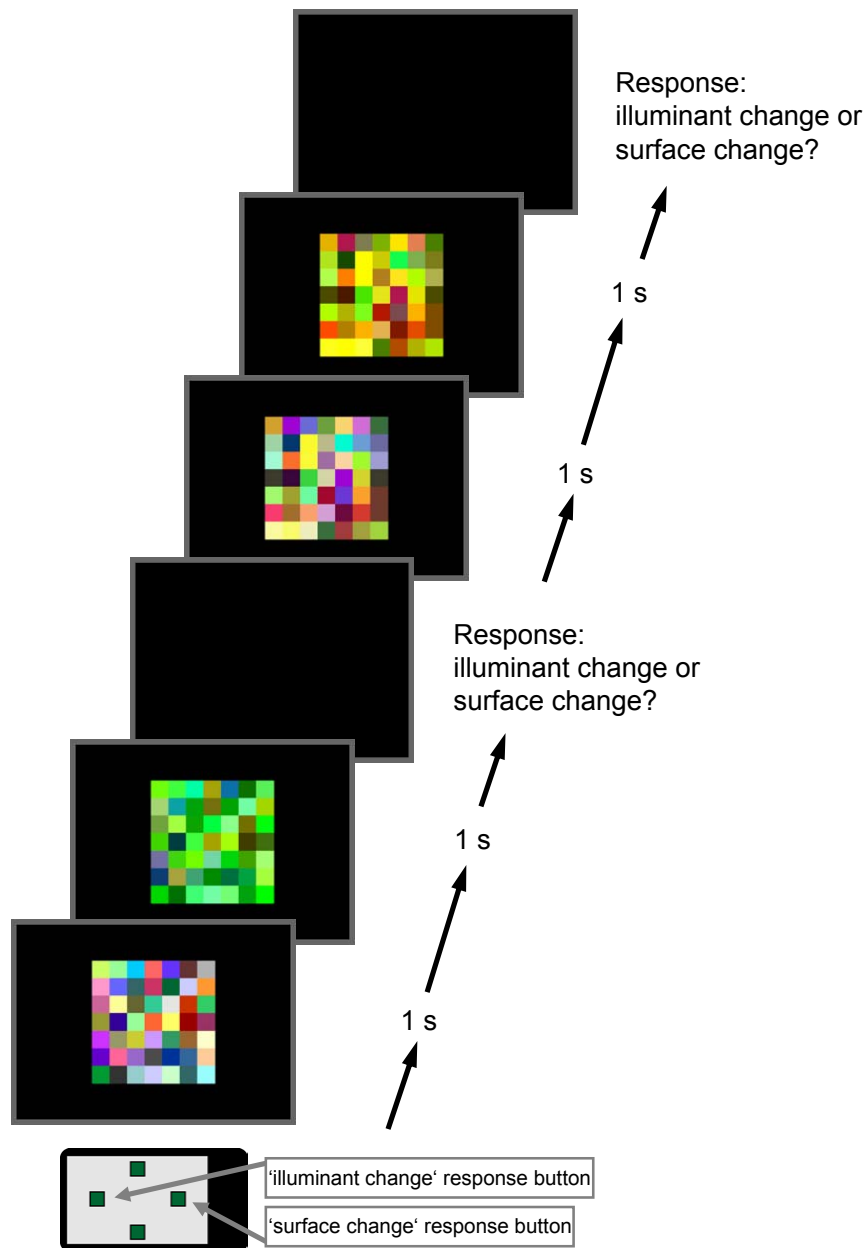 Response:
illuminant change or
surface change?
1 s
1 s
Response:
illuminant change or
surface change?
1 s
1 s
‘illuminant change‘ response button
‘surface change‘ response button